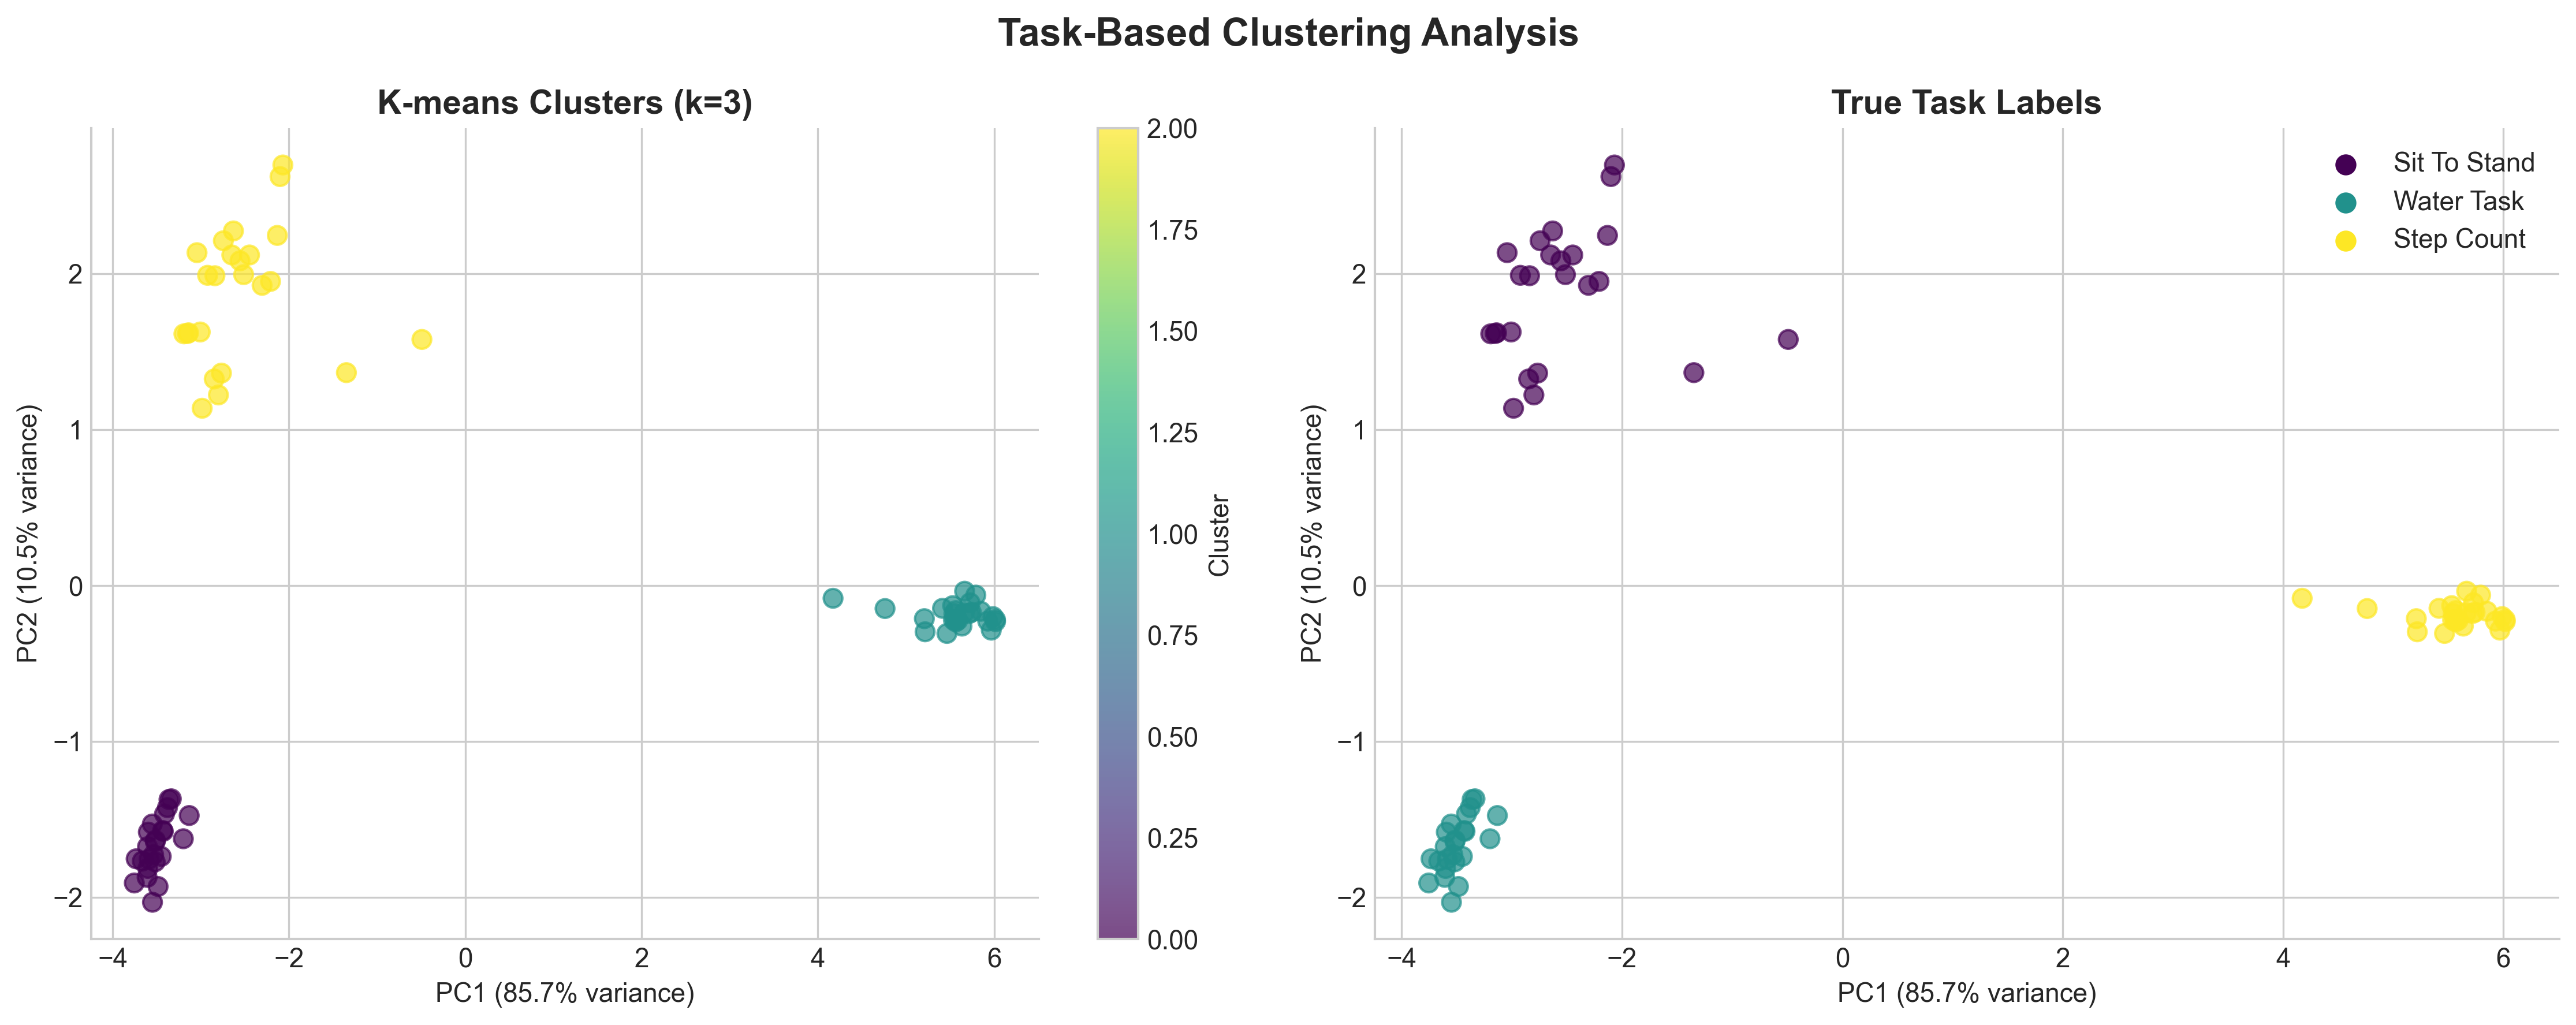 Task-Based Clustering Analysis
K-means Clusters (k=3)
2
1
0
−1
−2
PC2 (10.5% variance)
−4
−2
0
2
4
6
PC1 (85.7% variance)
2.00
1.75
1.50
1.25
1.00
0.75
0.50
0.25
0.00
Cluster
True Task Labels
Sit To Stand
Water Task
Step Count
2
1
0
−1
−2
PC2 (10.5% variance)
−4
−2
0
2
4
6
PC1 (85.7% variance)